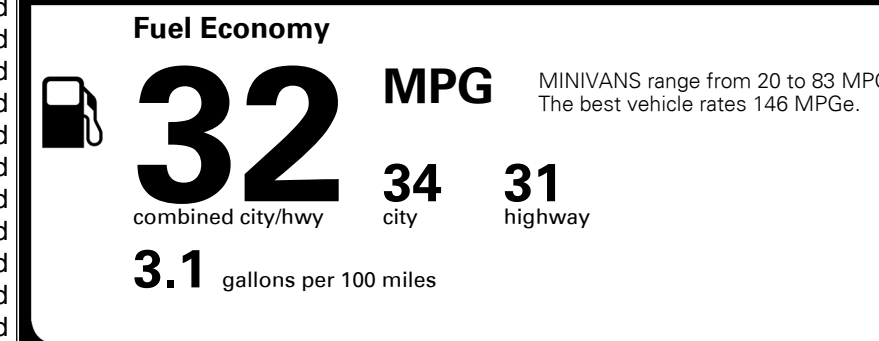 Fuel Economy
32 MPG
MINIVANS range from 20 to 83 MPG
The best vehicle rates 146 MPGe.
34 31
combined city/hwy city highway
3.1 gallons per 100 miles
d
d
d
d
d
d
d
d
d
d
d